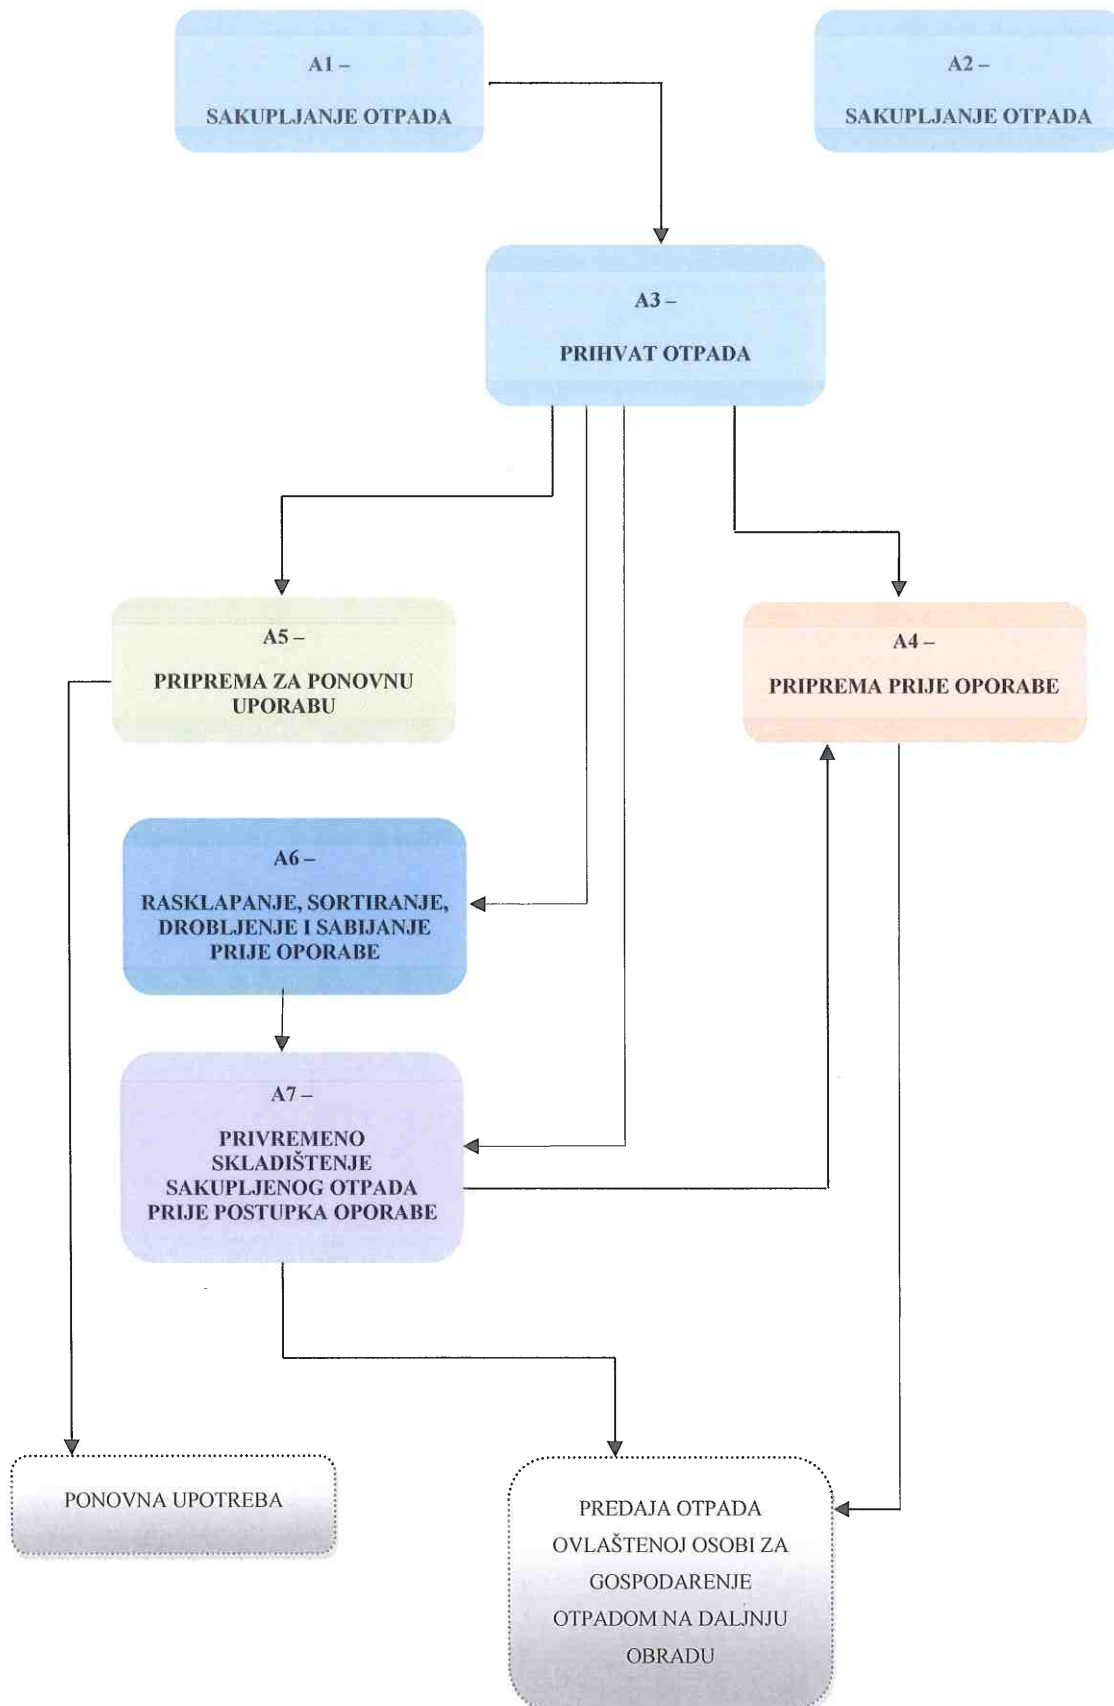 A1 –
SAKUPLJANJE OTPADA
A2 –
SAKUPLJANJE OTPADA
A3 –
PRIHVAT OTPADA
A5 –
PRIPREMA ZA PONOVNU
UPORABU
A4 –
PRIPREMA PRIJE OPORABE
A6 –
RASKLAPANJE, SORTIRANJE,
DROBLJENJE I SABIJANJE
PRIJE OPORABE
A7 –
PRIVREMENO
SKLADIŠTENJE
SAKUPLJENOG OTPADA
PRIJE POSTUPKA OPORABE
PONOVNA UPOTREBA
PREDAJA OTPADA
OVLAŠTENOJ OSOBI ZA
GOSPODARENJE
OTPADOM NA DALJNJU
OBRADU